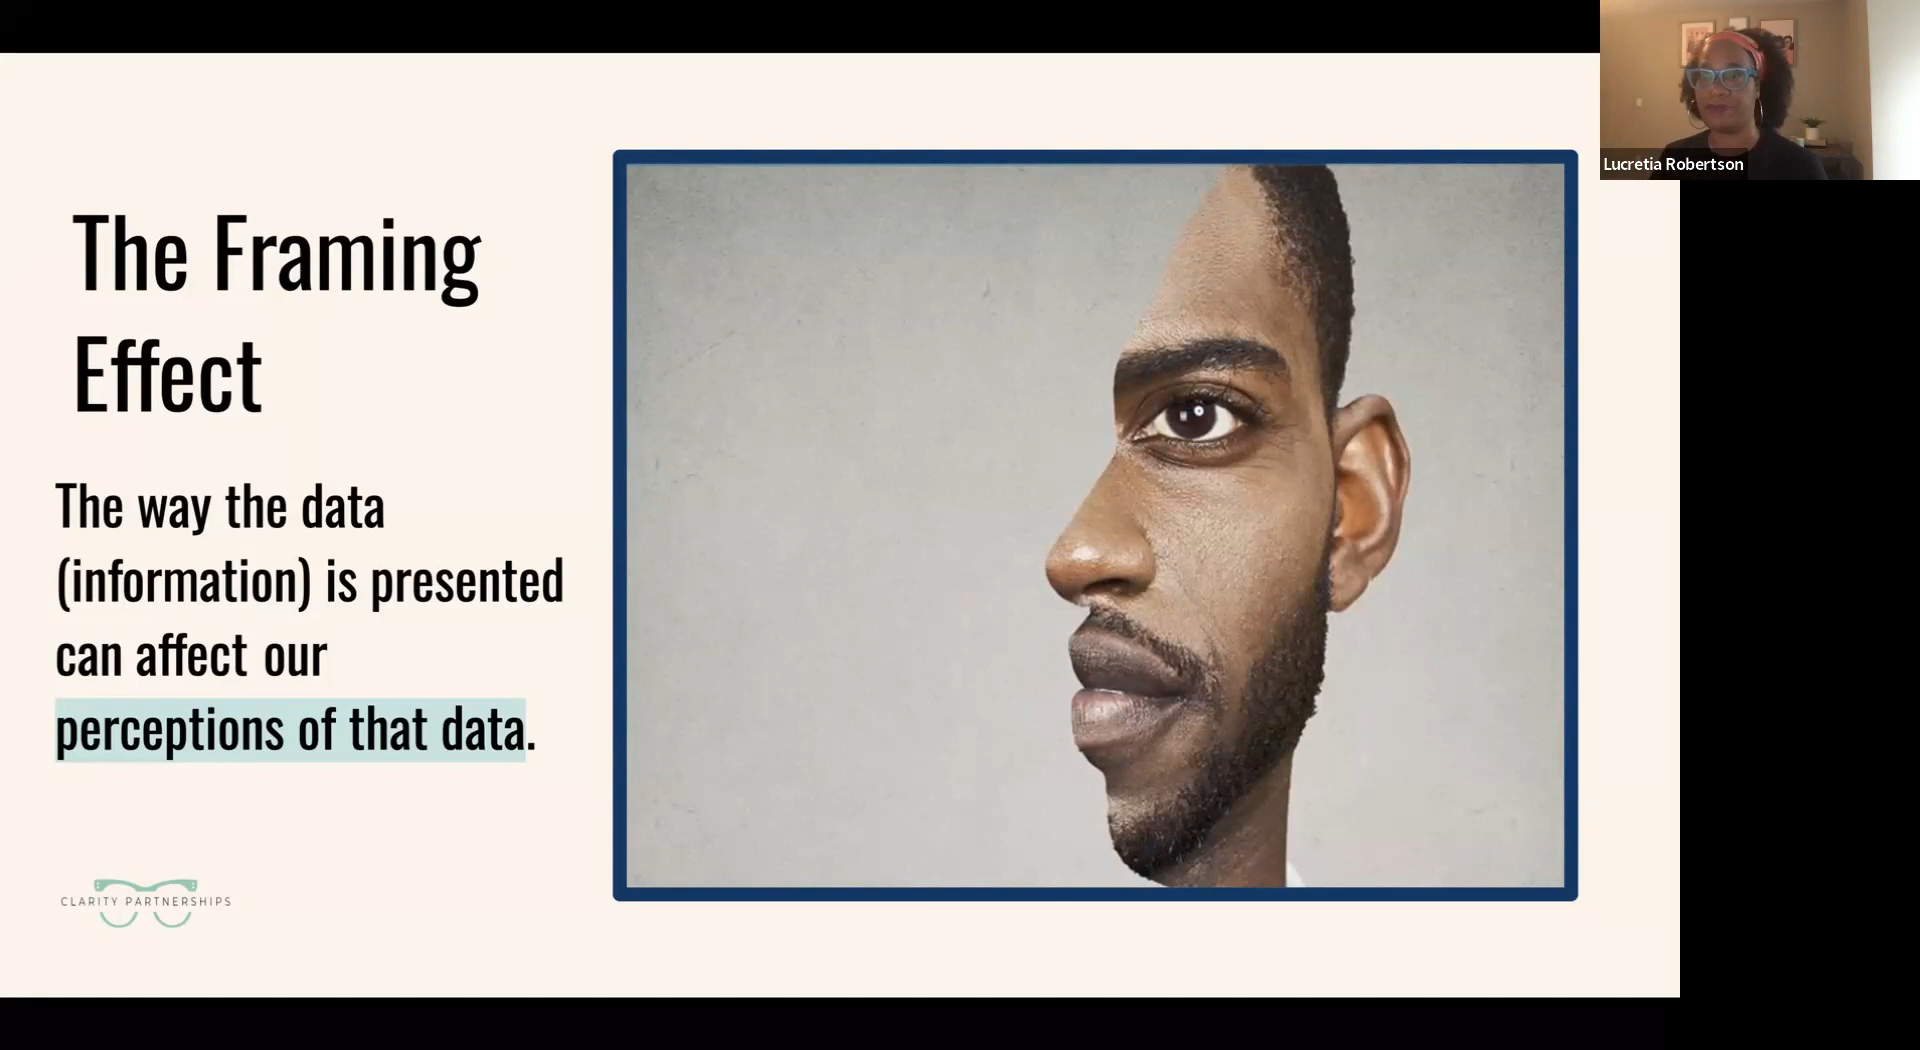 The Framing
Effect
The way the data
(information) is presented
can affect our
perceptions of that data.
CLARITY PARTNERSHIPS
Lucretia Robertson